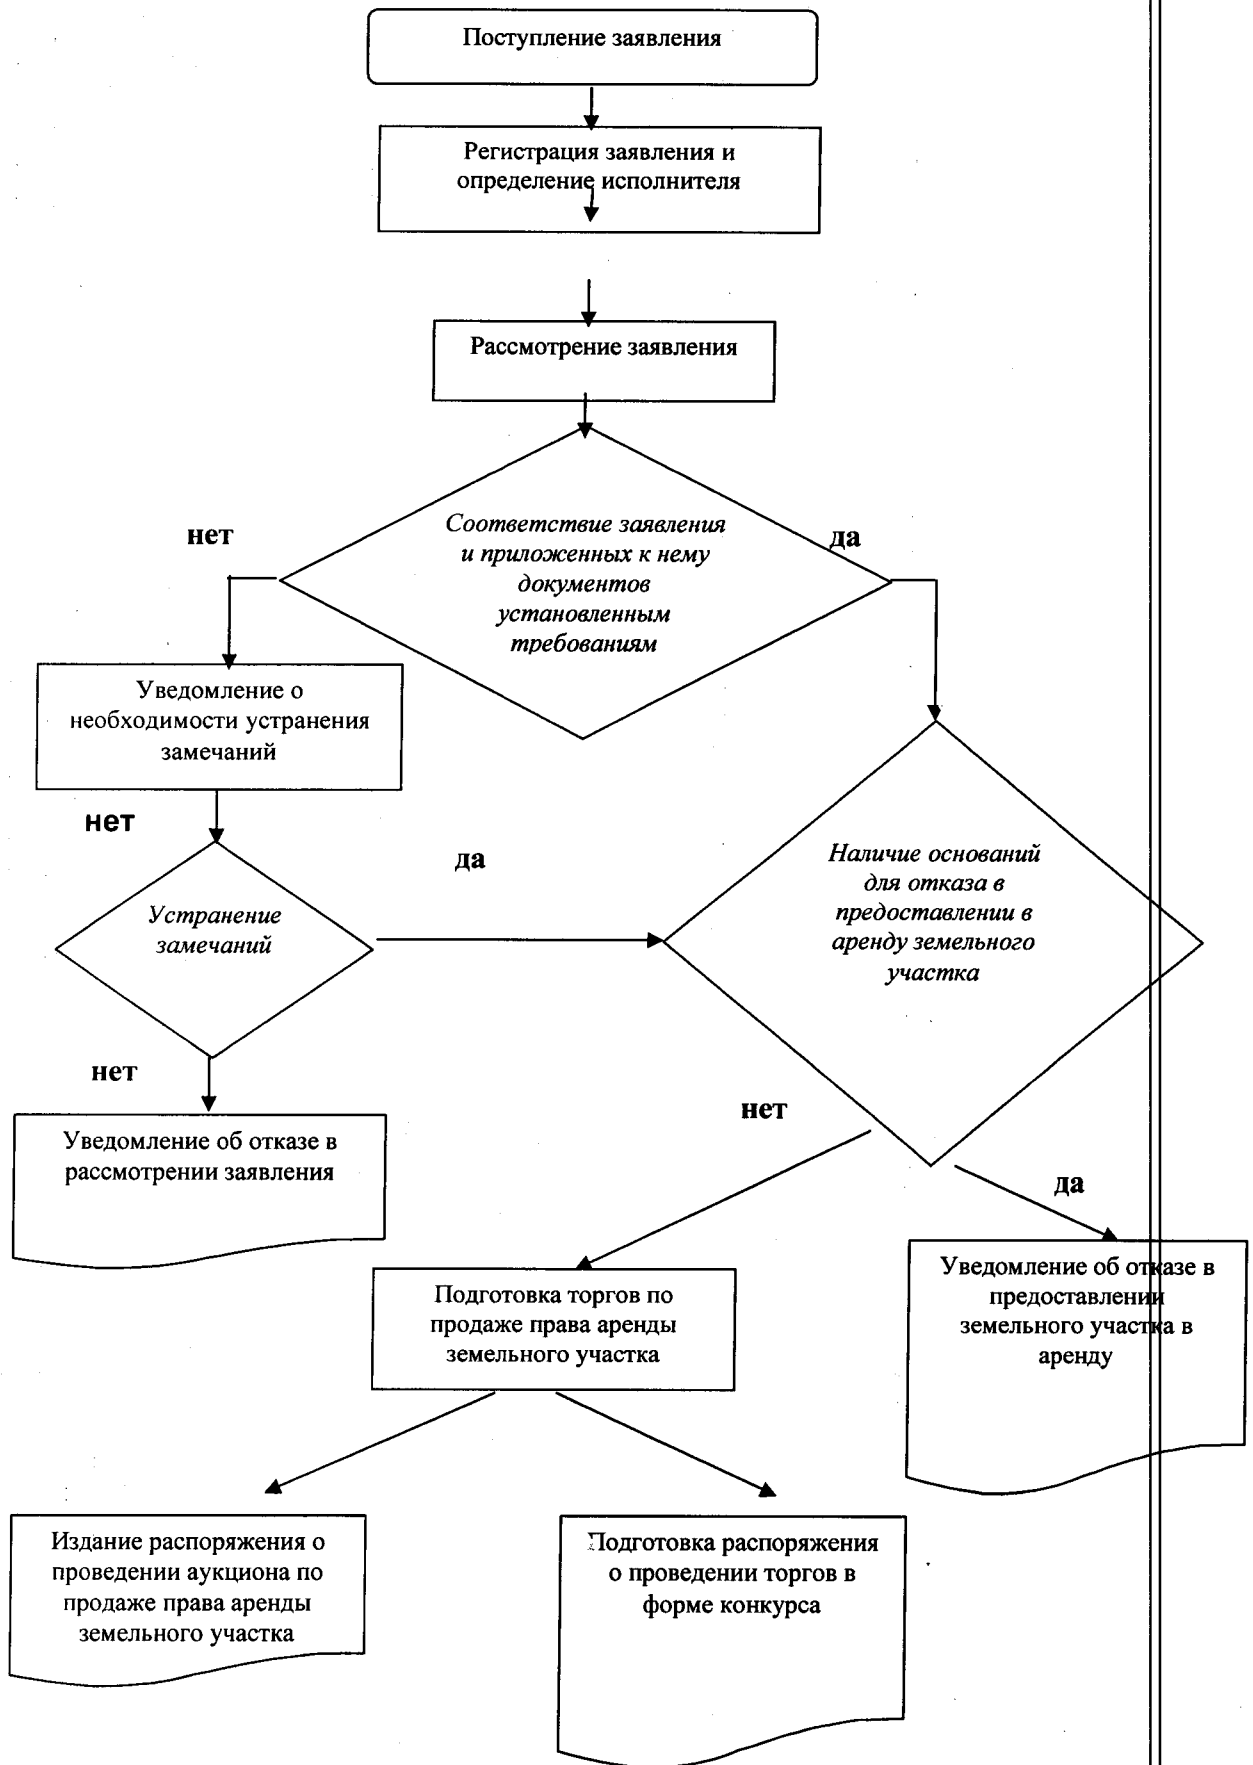 Поступление заявления
Регистрация заявления и
определение исполнителя
Рассмотрение заявления
Соответствие заявления
и приложенных к нему
документов
установленным
требованиям
нет
да
Уведомление о
необходимости устранения
замечаний
нет
да
Устранение
замечаний
Наличие оснований
для отказа в
предоставлении в
аренду земельного
участка
нет
Уведомление об отказе в
рассмотрении заявления
нет
да
Подготовка торгов по
продаже права аренды
земельного участка
Уведомление об отказе в
предоставлении
земельного участка в
аренду
Издание распоряжения о
проведении аукциона по
продаже права аренды
земельного участка
Подготовка распоряжения
о проведении торгов в
форме конкурса